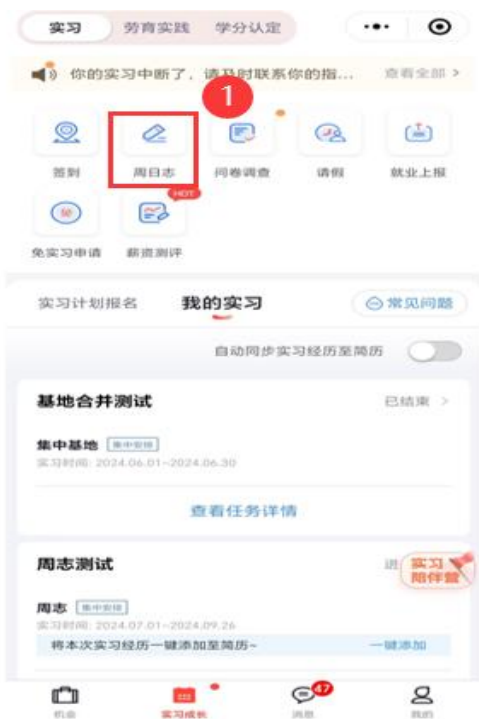 实习 劳育实践 学分认定
你的实习中断了，请及时联系你的指... 查看全部 >
1
签到 周日志 问卷调查 请假 就业上报
HOT
免实习申请 薪资测评
实习计划报名 我的实习 常见问题
自动同步实习经历至简历
基地合并测试 已结束 >
集中基地 集中安排
实习时间: 2024.06.01~2024.06.30
查看任务详情
周志测试 进
实习
陪伴营
周志 集中安排
实习时间: 2024.07.01~2024.09.26
将本次实习经历一键添加至简历~ 一键添加
47
机会 实习成长 消息 我的